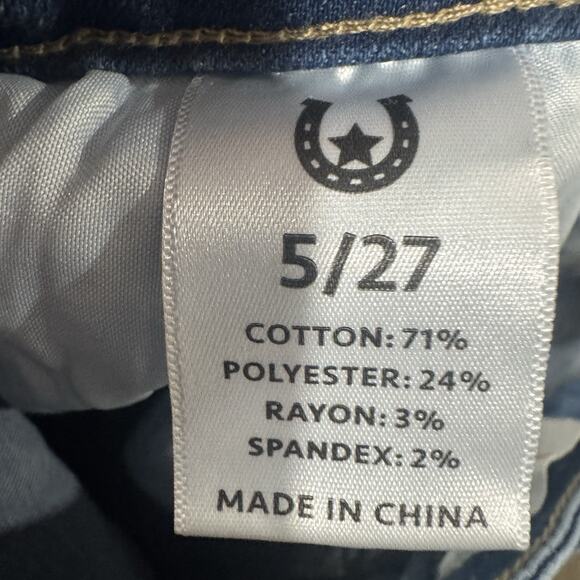 5/27
COTTON: 71%
POLYESTER: 24%
RAYON: 3%
SPANDEX: 2%
MADE IN CHINA